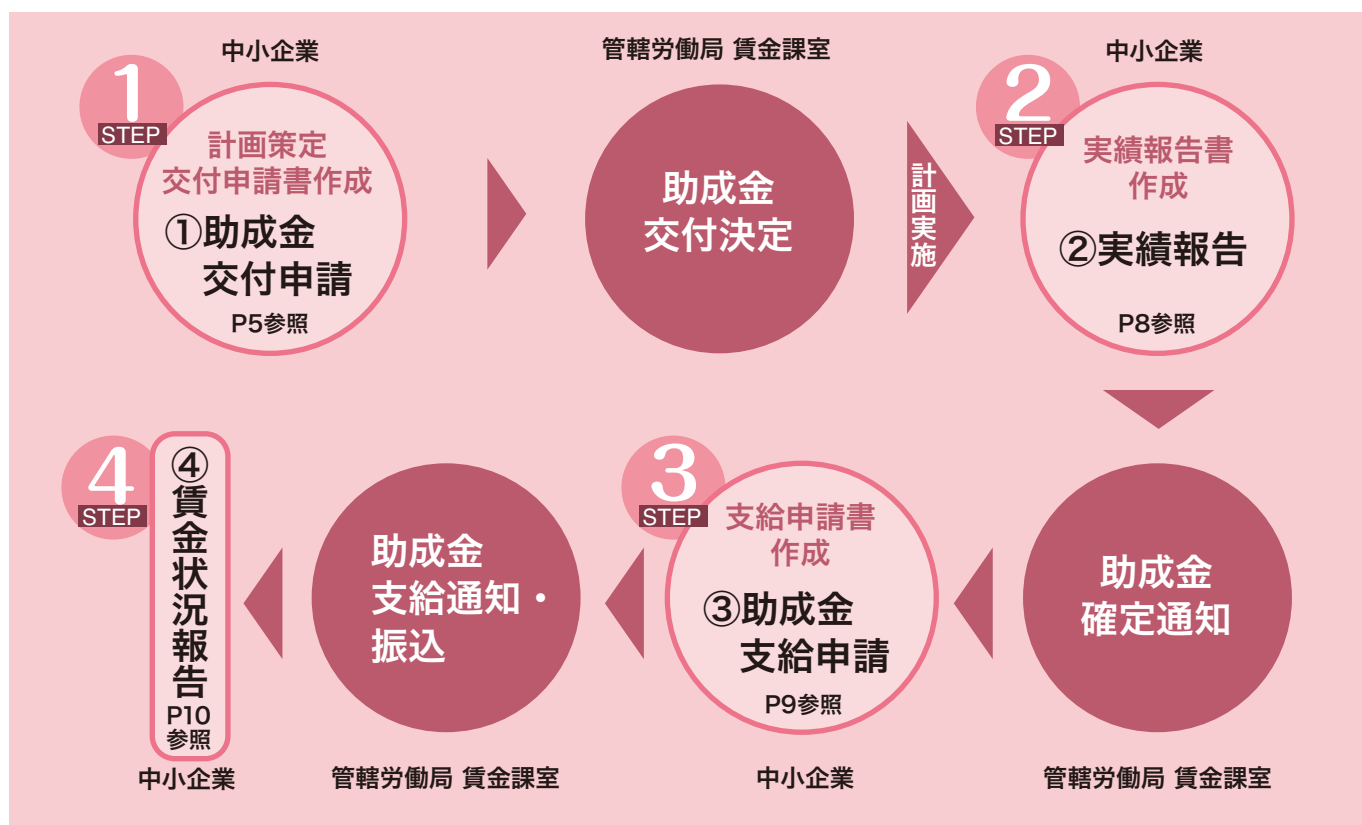 中小企業
1
STEP
計画策定
交付申請書作成
①助成金
交付申請
P5参照
管轄労働局 賃金課室
助成金
交付決定
計画実施
中小企業
2
STEP
実績報告書
作成
②実績報告
P8参照
助成金
確定通知
管轄労働局 賃金課室
3
STEP
支給申請書
作成
③助成金
支給申請
P9参照
中小企業
助成金
支給通知・
振込
管轄労働局 賃金課室
4
STEP
④賃金状況報告
P10
参照
中小企業